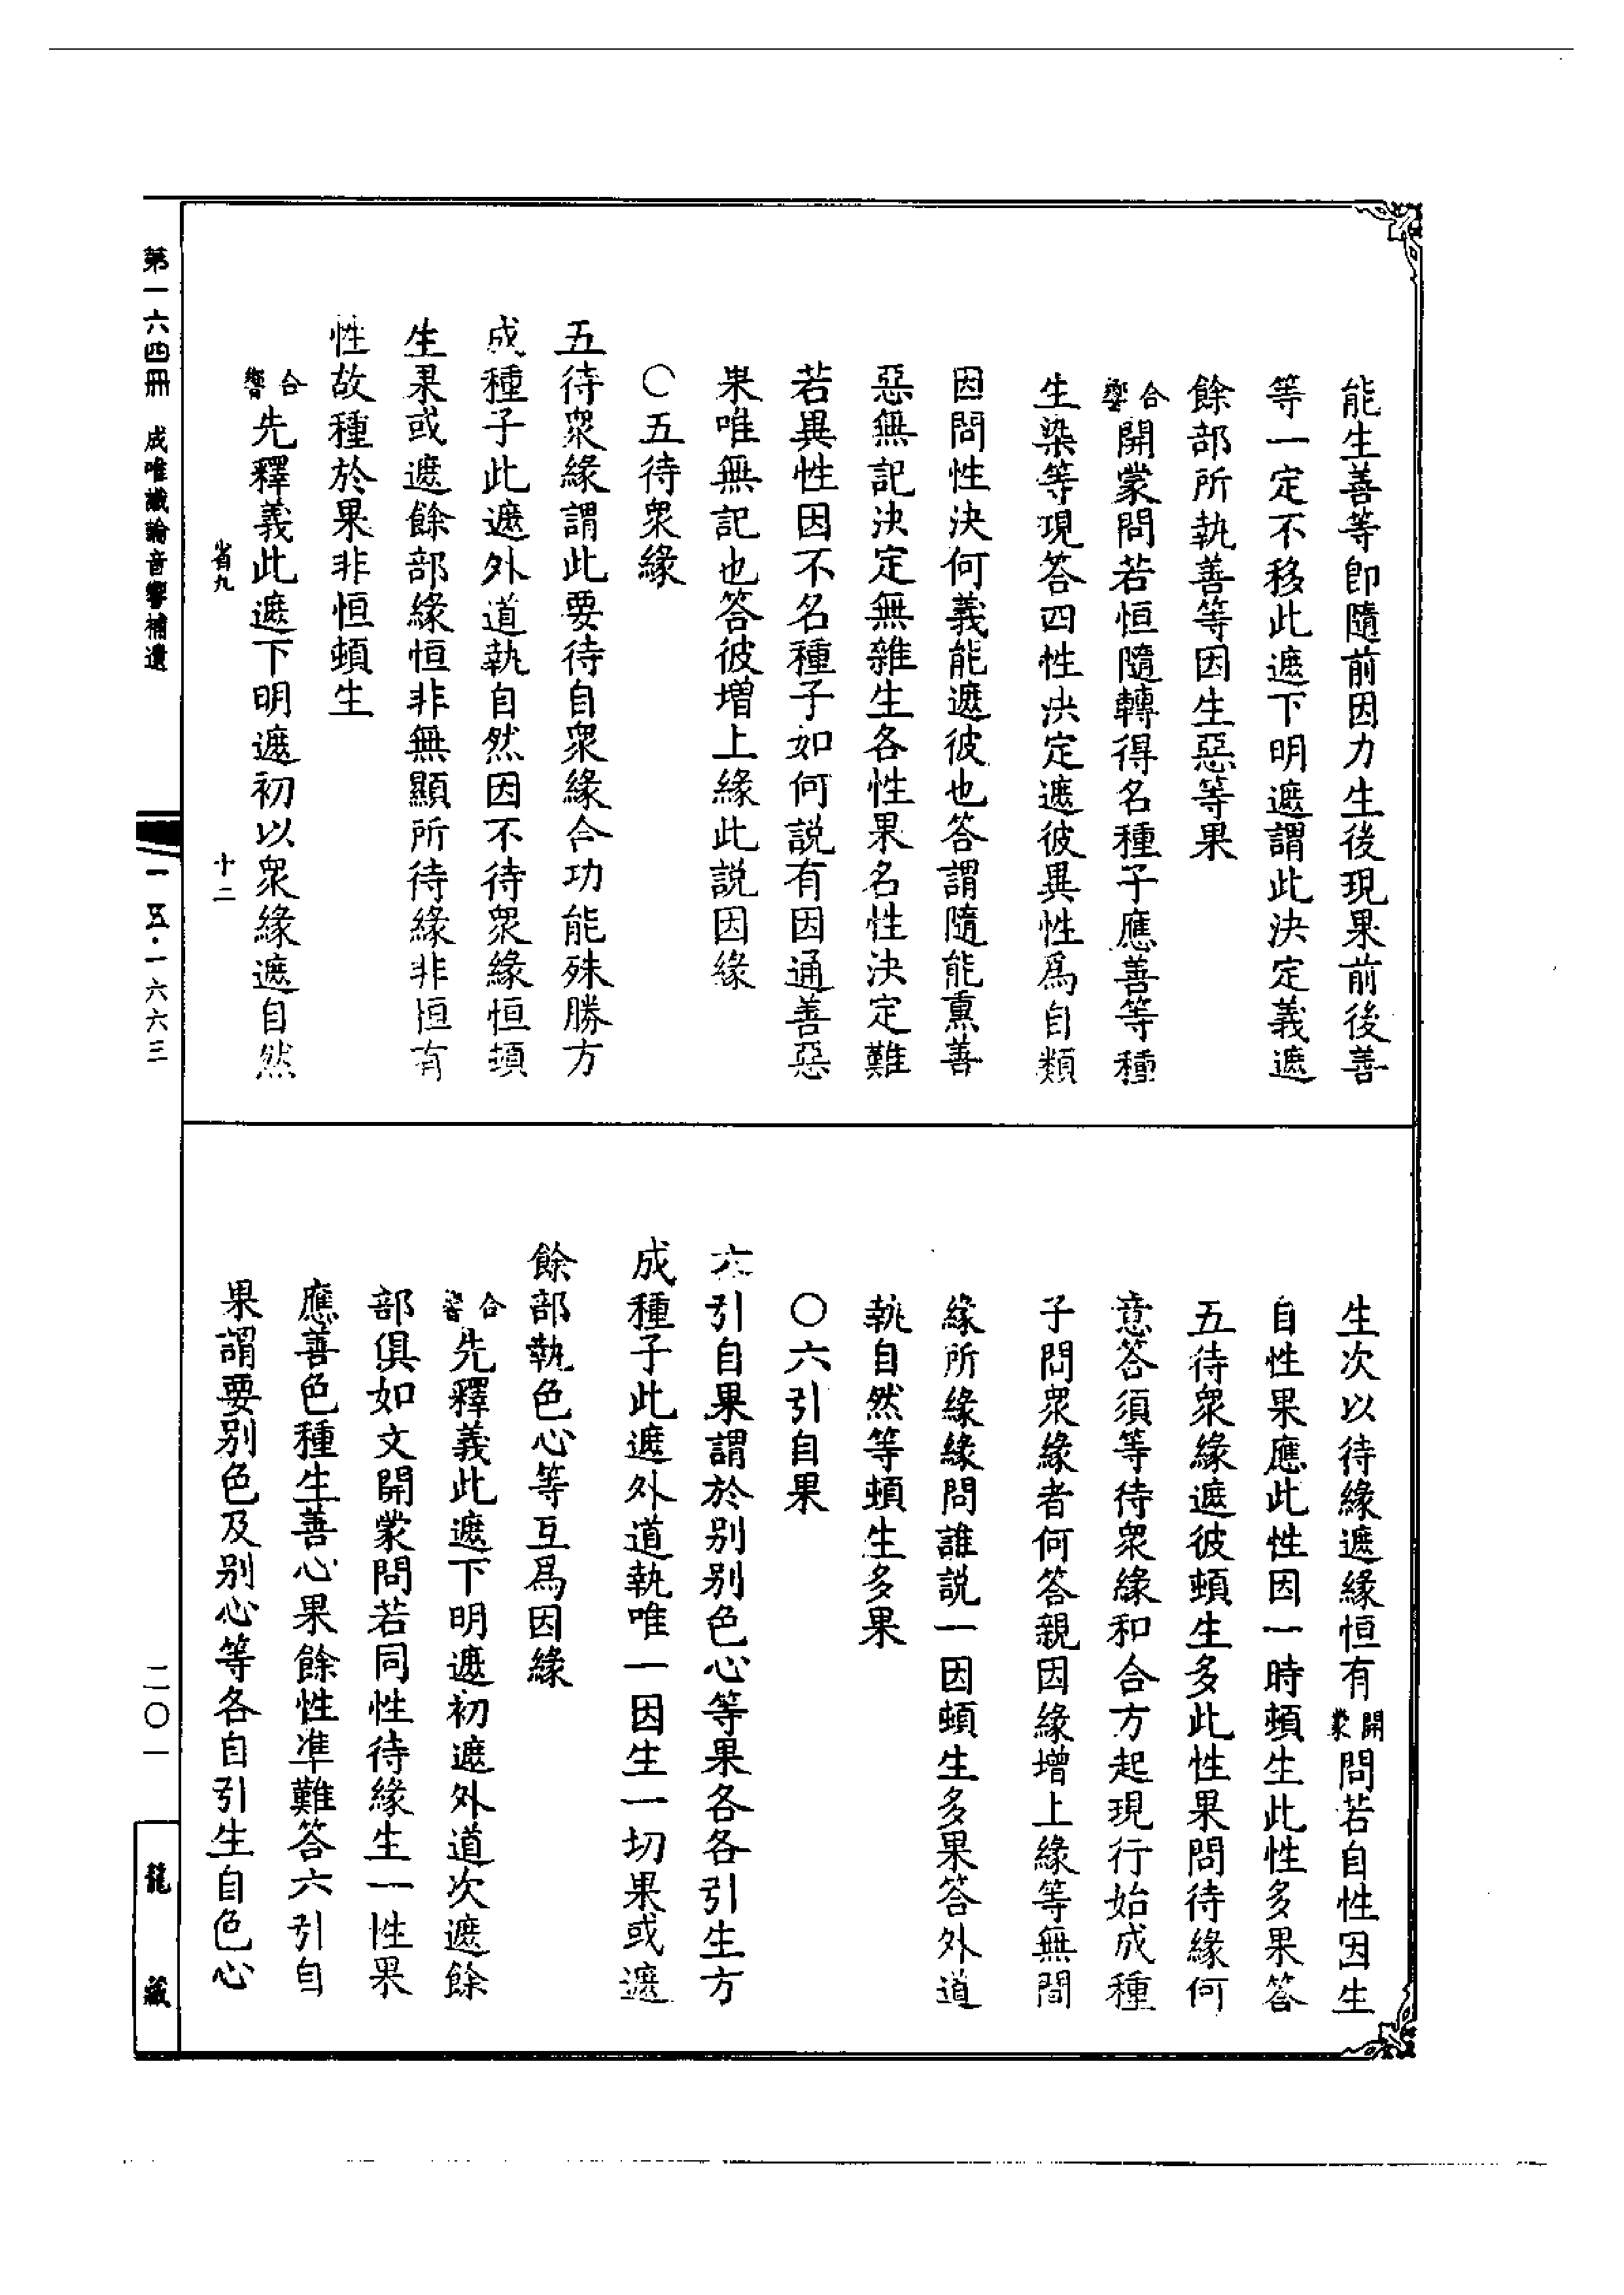 能生善等卽隨前因力生後現果前後善
等一定不移此遮下明遮謂此決定義遮
餘部所執善等因生惡等果
合響開蒙問若恒隨轉得名種子應善等種
生染等現答四性決定遮彼異性爲自類
因問性決何義能遮彼也答謂隨能熏善
惡無記決定無雜生各性果名性決定難
若異性因不名種子如何説有因通善惡
果唯無記也答彼増上緣此説因緣
○五待衆緣
五待衆緣謂此要待自衆緣合功能殊勝方
成種子此遮外道執自然因不待衆緣恒頓
生果或遮餘部緣恒非無顯所待緣非恒有
性故種於果非恒頓生
合響先釋義此遮下明遮初以衆緣遮自然
省九
十二
生次以待緣遮緣恒有開蒙問若自性因生
自性果應此性因一時頓生此性多果答
五待衆緣遮彼頓生多此性果問待緣何
意答須等待衆緣和合方起現行始成種
子問衆緣者何答親因緣增上緣等無間
緣所緣緣問誰説一因頓生多果答外道
執自然等頓生多果
○六引自果
六引自果謂於別別色心等果各各引生方
成種子此遮外道執唯一因生一切果或遮
餘部執色心等互爲因緣
合響先釋義此遮下明遮初遮外道次遮餘
部俱如文開蒙問若同性待緣生一性果
應善色種生善心果餘性準難答六引自
果謂要別色及別心等各自引生自色心
第一六四冊 成唯識論音響補遺
一五·一六六三
二〇一
龍藏